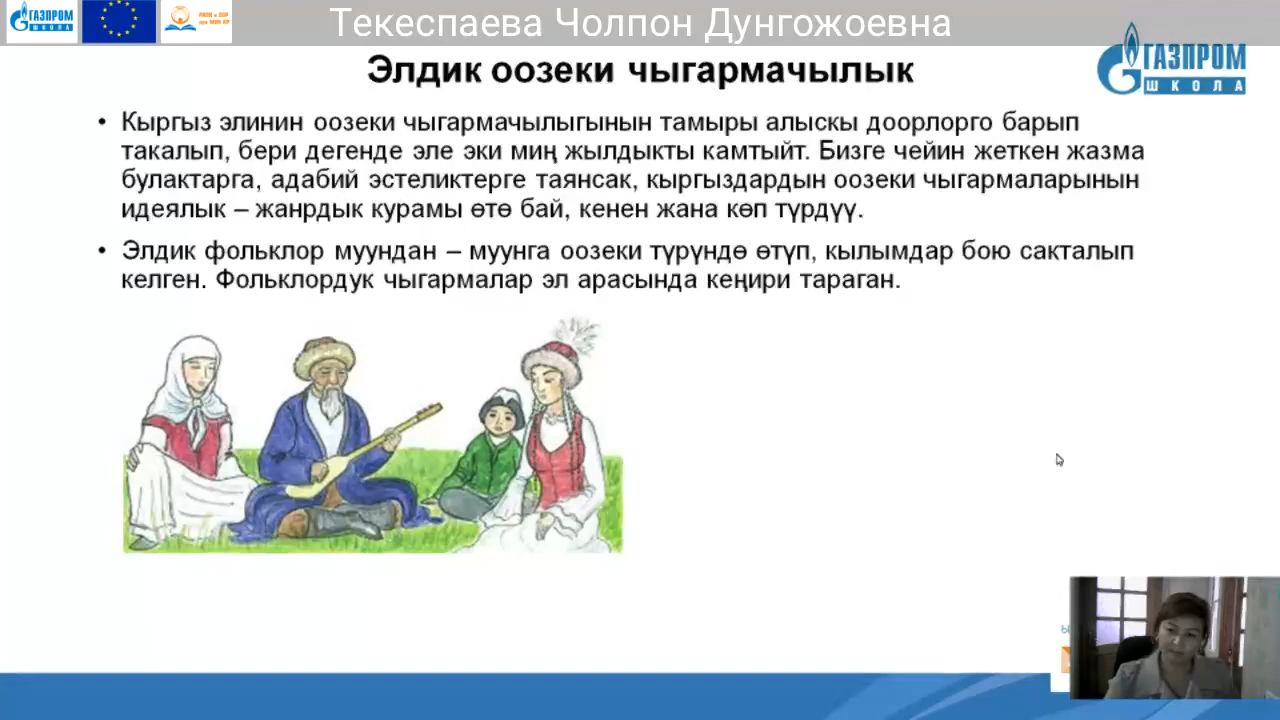 ГАЗПРОМ
ШКОЛА
Текеспаева Чолпон Дунгожоевна
ГАЗПРОМ
ШКОЛА
Элдик оозеки чыгармачылык
• Кыргыз элинин оозеки чыгармачылыгынын тамыры алыскы доорлорго барып
такалып, бери дегенде эле эки миң жылдыкты камтыйт. Бизге чейин жеткен жазма
булактарга, адабий эстеликтерге таянсак, кыргыздардын оозеки чыгармаларынын
идеялык – жанрдык курамы өтө бай, кенен жана көп түрдүү.
• Элдик фольклор муундан – муунга оозеки түрүндө өтүп, кылымдар бою сакталып
келген. Фольклордук чыгармалар эл арасында кеңири тараган.